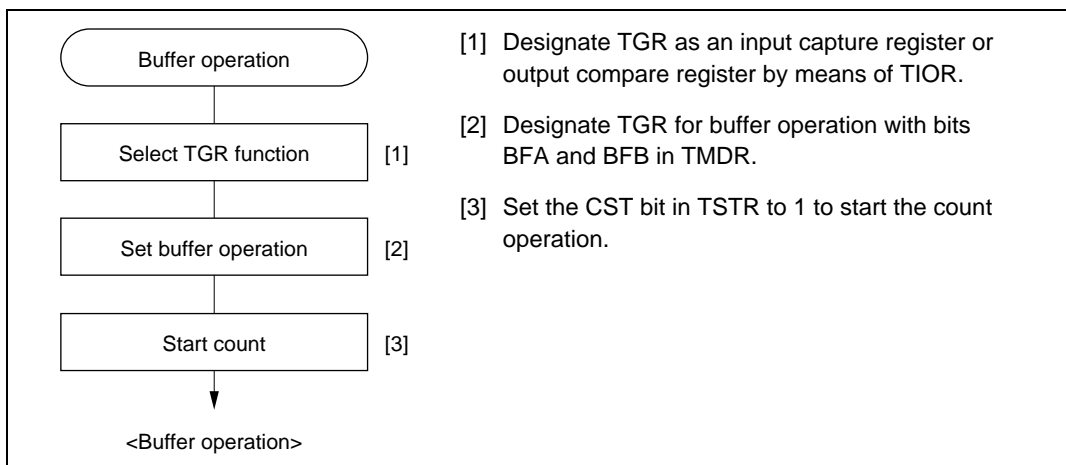 Buffer operation
Select TGR function [1]
Set buffer operation [2]
Start count [3]
<Buffer operation>
[1] Designate TGR as an input capture register or
output compare register by means of TIOR.
[2] Designate TGR for buffer operation with bits
BFA and BFB in TMDR.
[3] Set the CST bit in TSTR to 1 to start the count
operation.